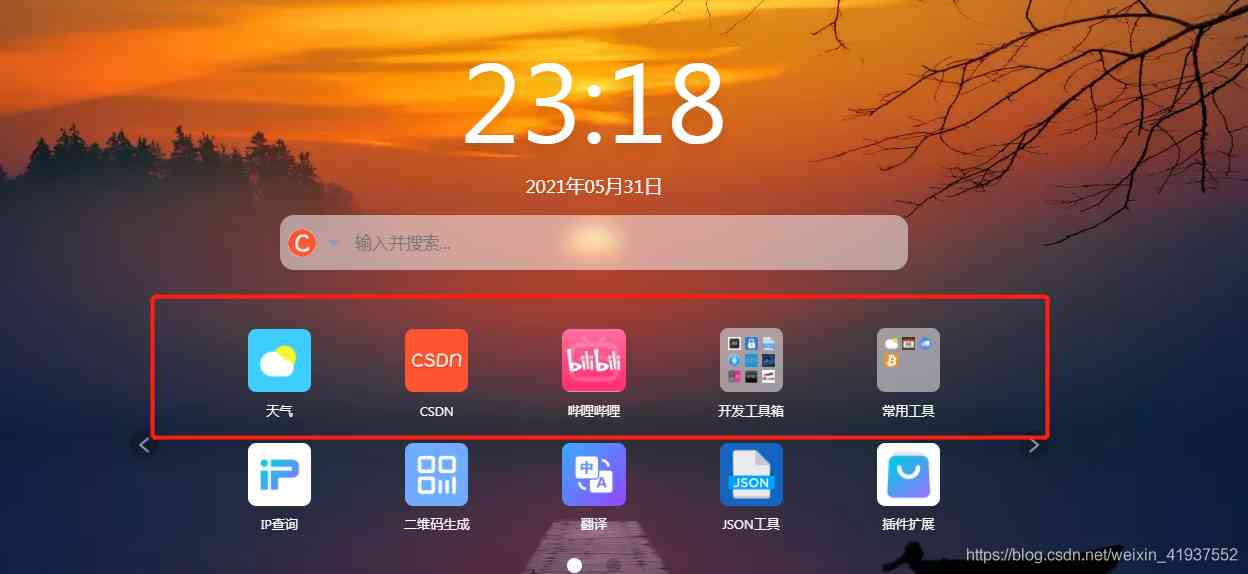 23:18
2021年05月31日
C 输入并搜索...
CSDN bilibili
天气 CSDN 哔哩哔哩 开发工具箱 常用工具
iP 中 A JSON
IP查询 二维码生成 翻译 JSON工具 插件扩展
https://blog.csdn.net/weixin_41937552